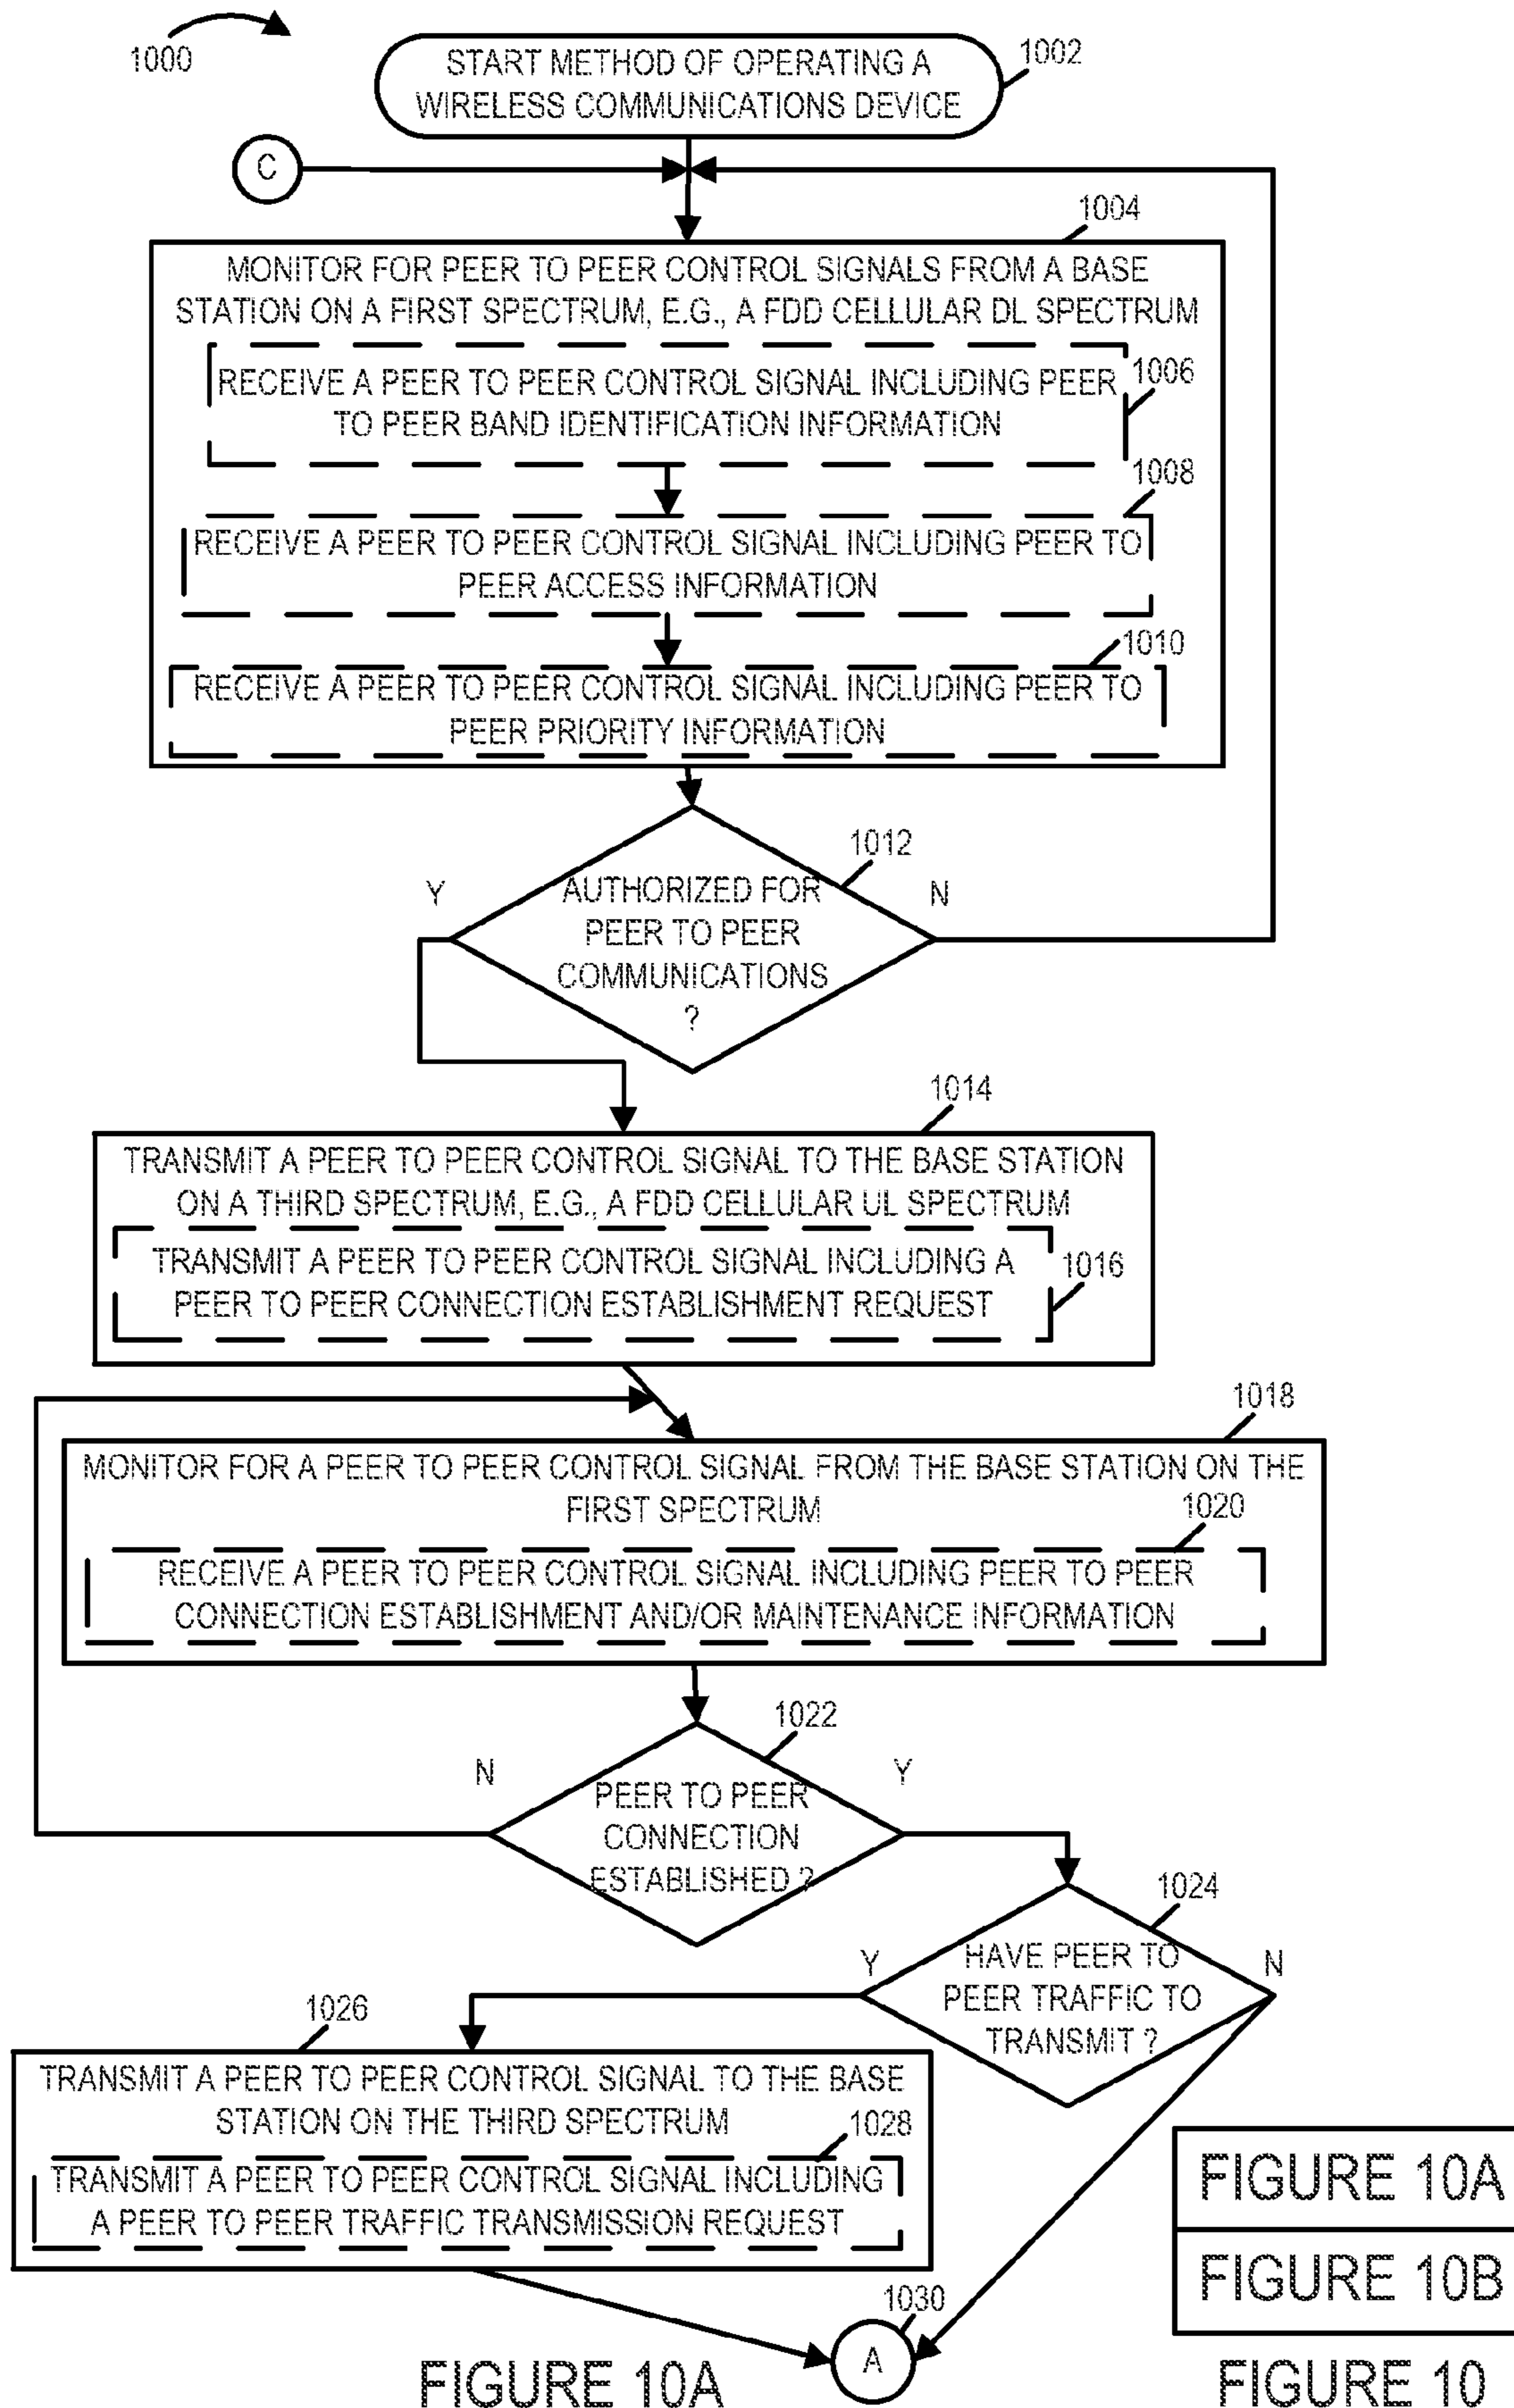 1000
START METHOD OF OPERATING A
WIRELESS COMMUNICATIONS DEVICE
1002
C
1004
MONITOR FOR PEER TO PEER CONTROL SIGNALS FROM A BASE
STATION ON A FIRST SPECTRUM, E.G., A FDD CELLULAR DL SPECTRUM
RECEIVE A PEER TO PEER CONTROL SIGNAL INCLUDING PEER
TO PEER BAND IDENTIFICATION INFORMATION
1006
1008
RECEIVE A PEER TO PEER CONTROL SIGNAL INCLUDING PEER TO
PEER ACCESS INFORMATION
1010
RECEIVE A PEER TO PEER CONTROL SIGNAL INCLUDING PEER TO
PEER PRIORITY INFORMATION
1012
Y
AUTHORIZED FOR
PEER TO PEER
COMMUNICATIONS
?
N
1014
TRANSMIT A PEER TO PEER CONTROL SIGNAL TO THE BASE STATION
ON A THIRD SPECTRUM, E.G., A FDD CELLULAR UL SPECTRUM
TRANSMIT A PEER TO PEER CONTROL SIGNAL INCLUDING A
PEER TO PEER CONNECTION ESTABLISHMENT REQUEST
1016
1018
MONITOR FOR A PEER TO PEER CONTROL SIGNAL FROM THE BASE STATION ON THE
FIRST SPECTRUM
1020
RECEIVE A PEER TO PEER CONTROL SIGNAL INCLUDING PEER TO PEER
CONNECTION ESTABLISHMENT AND/OR MAINTENANCE INFORMATION
1022
N
PEER TO PEER
CONNECTION
ESTABLISHED ?
Y
1024
Y
HAVE PEER TO
PEER TRAFFIC TO
TRANSMIT ?
N
1026
TRANSMIT A PEER TO PEER CONTROL SIGNAL TO THE BASE
STATION ON THE THIRD SPECTRUM
1028
TRANSMIT A PEER TO PEER CONTROL SIGNAL INCLUDING
A PEER TO PEER TRAFFIC TRANSMISSION REQUEST
1030
A
FIGURE 10A
FIGURE 10A
FIGURE 10B
FIGURE 10